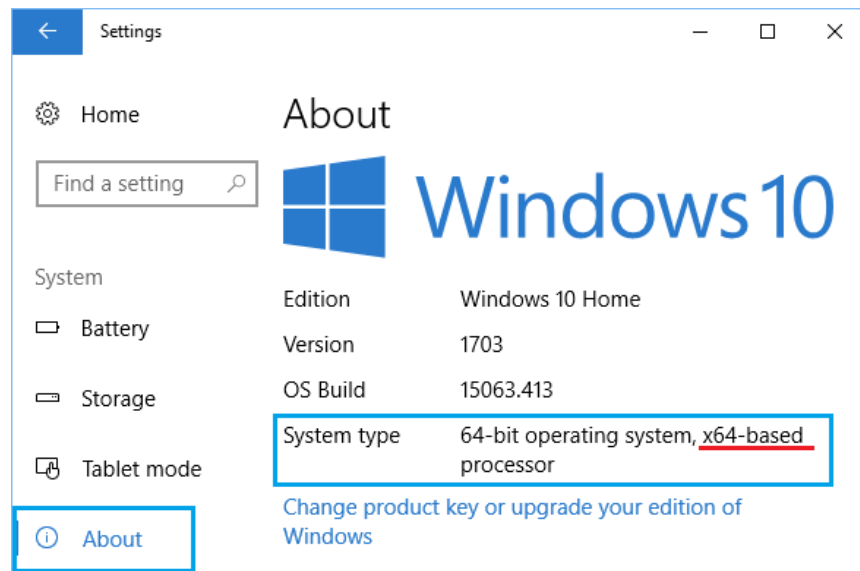 Settings
Home
Find a setting
System
Battery
Storage
Tablet mode
About
About
Windows 10
Edition Windows 10 Home
Version 1703
OS Build 15063.413
System type 64-bit operating system, x64-based
processor
Change product key or upgrade your edition of
Windows